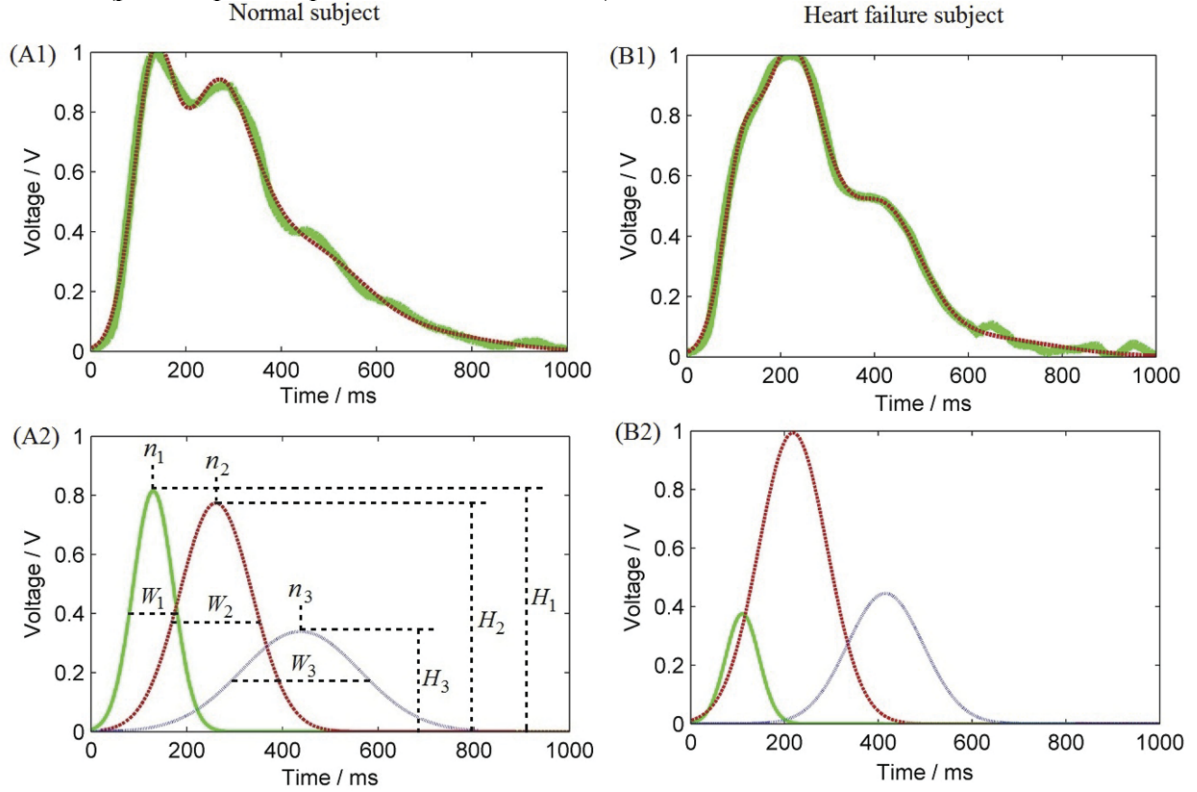 Normal subject
Heart failure subject
(A1)
1
0.8
0.6
0.4
0.2
0
Voltage / V
0 200 400 600 800 1000
Time / ms
(B1)
1
0.8
0.6
0.4
0.2
0
Voltage / V
0 200 400 600 800 1000
Time / ms
(A2)
1
0.8
0.6
0.4
0.2
0
Voltage / V
n1
n2
n3
W1
W2
W3
H1
H2
H3
0 200 400 600 800 1000
Time / ms
(B2)
1
0.8
0.6
0.4
0.2
0
Voltage / V
0 200 400 600 800 1000
Time / ms